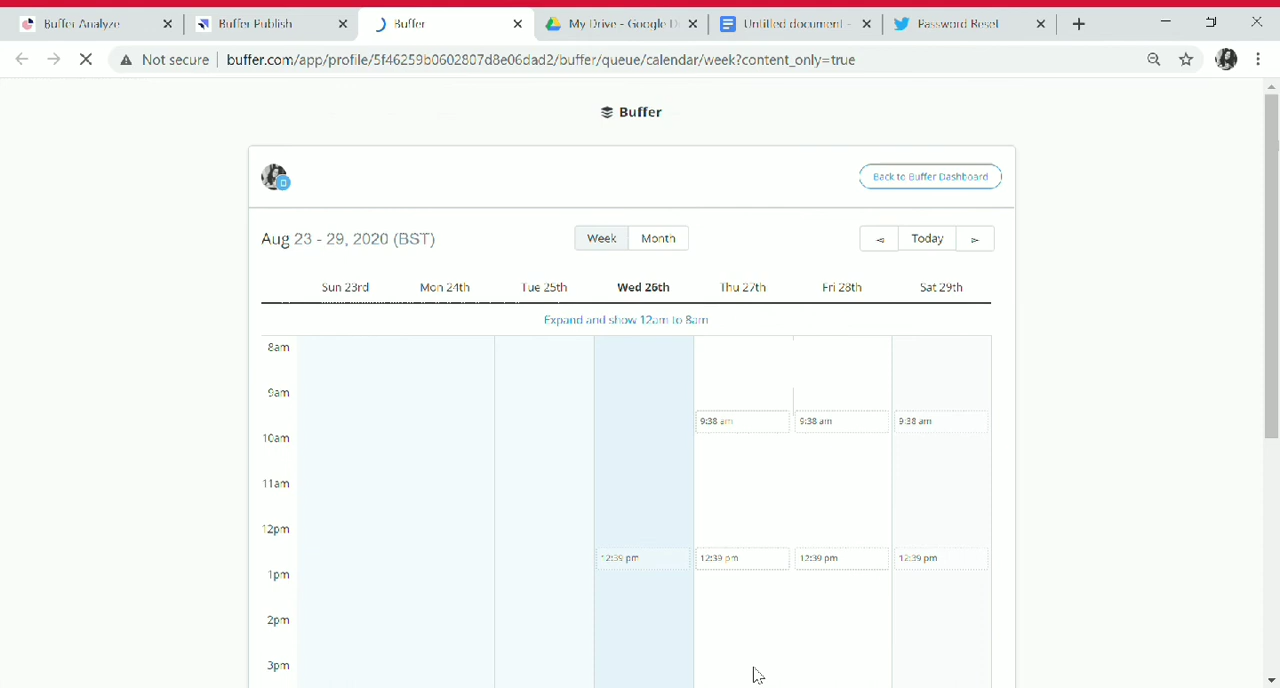 Buffer Analyze
Buffer Publish
Buffer
My Drive - Google D
Untitled document -
Password Reset
Not secure
buffer.com/app/profile/5f46259b0602807d8e06dad2/buffer/queue/calendar/week?content_only=true
Buffer
Back to Buffer Dashboard
Aug 23 - 29, 2020 (BST)
Week Month
Today
Sun 23rd Mon 24th Tue 25th Wed 26th Thu 27th Fri 28th Sat 29th
Expand and show 12am to 8am
8am
9am
9:38 am 9:38 am 9:38 am
10am
11am
12pm
12:39 pm 12:39 pm 12:39 pm 12:39 pm
1pm
2pm
3pm